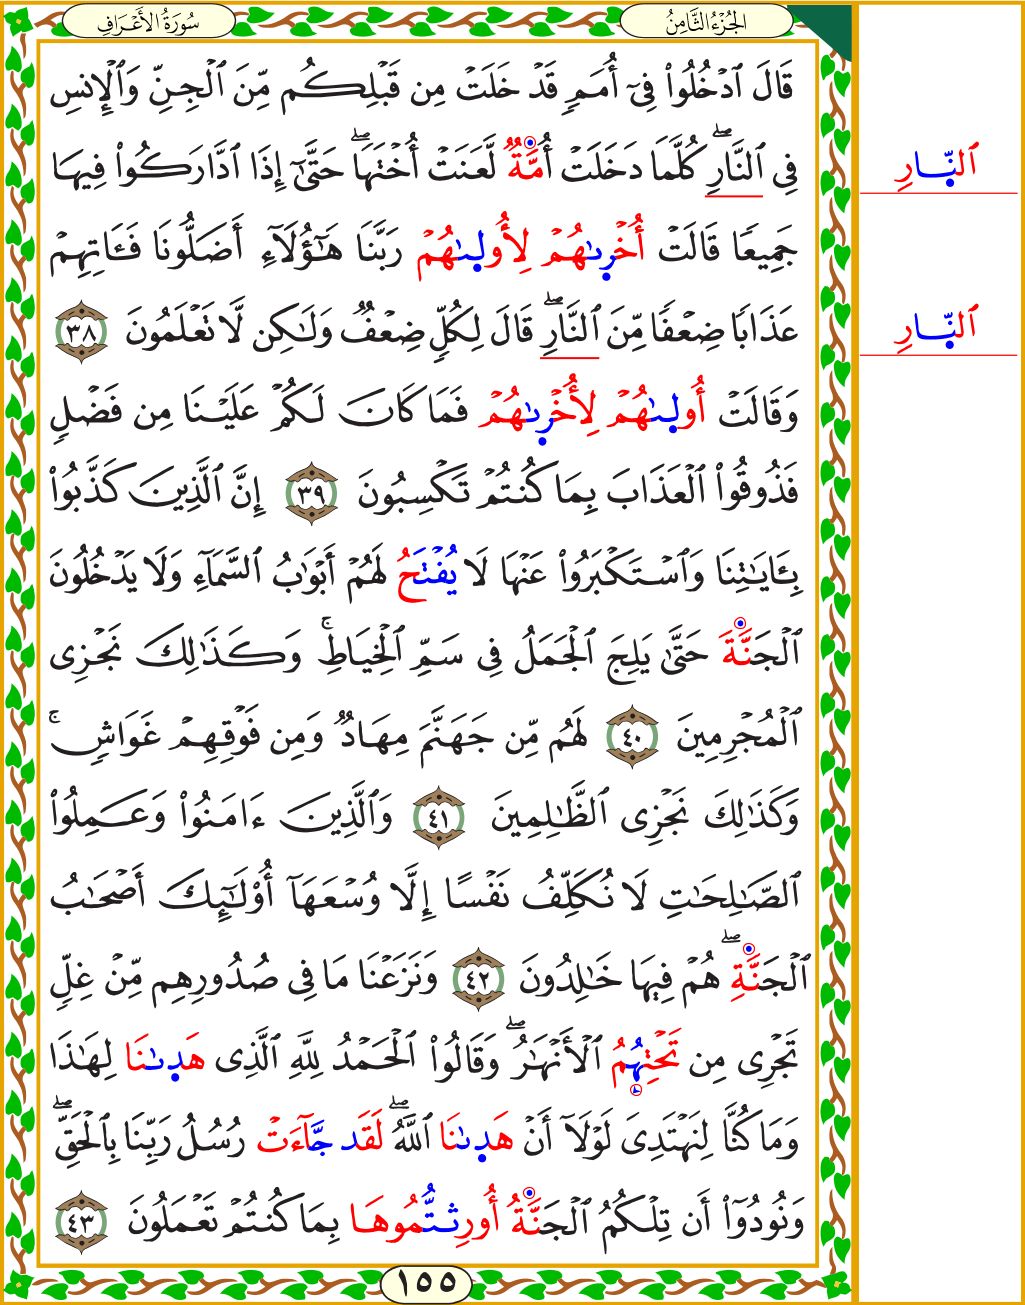 سُورَةُ الأَعْرَافِ
الجُزْءُ الثَّامِنُ
قَالَ ٱدْخُلُوا۟ فِىٓ أُمَمٍ قَدْ خَلَتْ مِن قَبْلِكُم مِّنَ ٱلْجِنِّ وَٱلْإِنسِ
فِى ٱلنَّارِ ۖ كُلَّمَا دَخَلَتْ أُمَّةٌ لَّعَنَتْ أُخْتَهَا ۖ حَتَّىٰٓ إِذَا ٱدَّارَكُوا۟ فِيهَا
ٱلنَّارِ
جَمِيعًا قَالَتْ أُخْرِىٰهُمْ لِأُولِىٰهُمْ رَبَّنَا هَٰٓؤُلَآءِ أَضَلُّونَا فَـَٔاتِهِمْ
عَذَابًا ضِعْفًا مِّنَ ٱلنَّارِ ۖ قَالَ لِكُلٍّ ضِعْفٌ وَلَٰكِن لَّا تَعْلَمُونَ ٣٨
ٱلنَّارِ
وَقَالَتْ أُولِىٰهُمْ لِأُخْرِىٰهُمْ فَمَا كَانَ لَكُمْ عَلَيْنَا مِن فَضْلٍ
فَذُوقُوا۟ ٱلْعَذَابَ بِمَا كُنتُمْ تَكْسِبُونَ ٣٩ إِنَّ ٱلَّذِينَ كَذَّبُوا۟
بِـَٔايَٰتِنَا وَٱسْتَكْبَرُوا۟ عَنْهَا لَا يُفْتَحُ لَهُمْ أَبْوَٰبُ ٱلسَّمَآءِ وَلَا يَدْخُلُونَ
ٱلْجَنَّةَ حَتَّىٰ يَلِجَ ٱلْجَمَلُ فِى سَمِّ ٱلْخِيَاطِ ۚ وَكَذَٰلِكَ نَجْزِى
ٱلْمُجْرِمِينَ ٤٠ لَهُم مِّن جَهَنَّمَ مِهَادٌ وَمِن فَوْقِهِمْ غَوَاشٍ ۚ
وَكَذَٰلِكَ نَجْزِى ٱلظَّٰلِمِينَ ٤١ وَٱلَّذِينَ ءَامَنُوا۟ وَعَمِلُوا۟
ٱلصَّٰلِحَٰتِ لَا نُكَلِّفُ نَفْسًا إِلَّا وُسْعَهَآ أُو۟لَٰٓئِكَ أَصْحَٰبُ
ٱلْجَنَّةِ ۖ هُمْ فِيهَا خَٰلِدُونَ ٤٢ وَنَزَعْنَا مَا فِى صُدُورِهِم مِّنْ غِلٍّ
تَجْرِى مِن تَحْتِهِمُ ٱلْأَنْهَٰرُ ۖ وَقَالُوا۟ ٱلْحَمْدُ لِلَّهِ ٱلَّذِى هَدِىٰنَا لِهَٰذَا
وَمَا كُنَّا لِنَهْتَدِىَ لَوْلَآ أَنْ هَدِىٰنَا ٱللَّهُ ۖ لَقَد جَّآءَتْ رُسُلُ رَبِّنَا بِٱلْحَقِّ ۖ
وَنُودُوٓا۟ أَن تِلْكُمُ ٱلْجَنَّةُ أُورِثتُّمُوهَا بِمَا كُنتُمْ تَعْمَلُونَ ٤٣
١٥٥